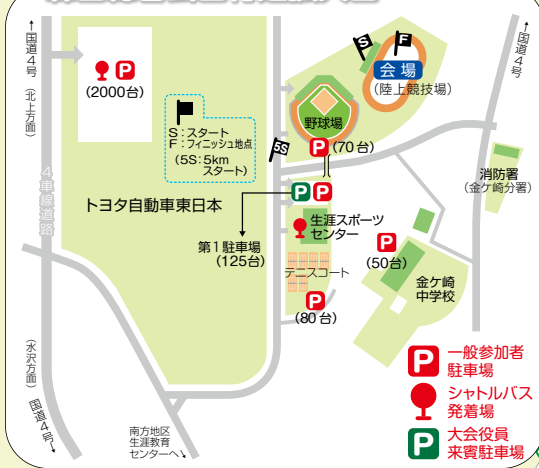 ←国道4号
(北上方面)
P
(2000台)
S：スタート
F：フィニッシュ地点
(5S：5km
スタート)
4車線道路
トヨタ自動車東日本
(水沢方面)
国道4号→
南方地区
生涯教育
センターへ↘
S
F
会場
(陸上競技場)
野球場
P
(70台)
5S
P P
第1駐車場
(125台)
生涯スポーツ
センター
テニスコート
P
(80台)
P
(50台)
金ケ崎
中学校
←国道4号
消防署
(金ケ崎分署)
P 一般参加者
駐車場
シャトルバス
発着場
P 大会役員
来賓駐車場